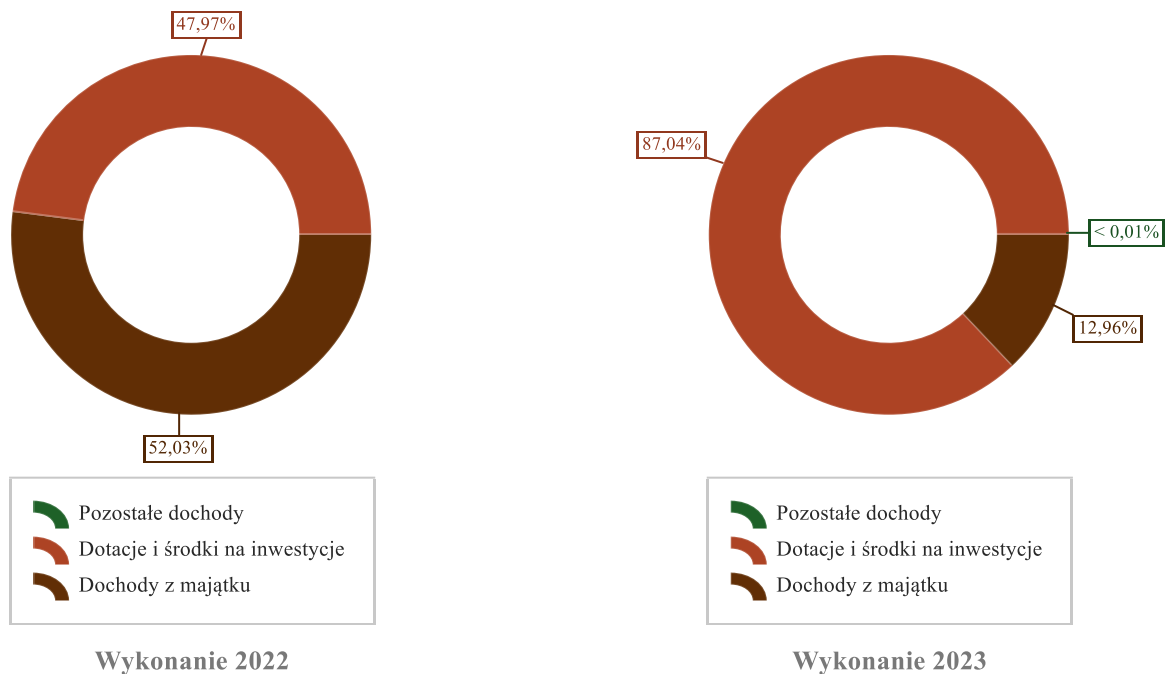 47,97%
52,03%
Pozostałe dochody
Dotacje i środki na inwestycje
Dochody z majątku
Wykonanie 2022
87,04%
< 0,01%
12,96%
Pozostałe dochody
Dotacje i środki na inwestycje
Dochody z majątku
Wykonanie 2023